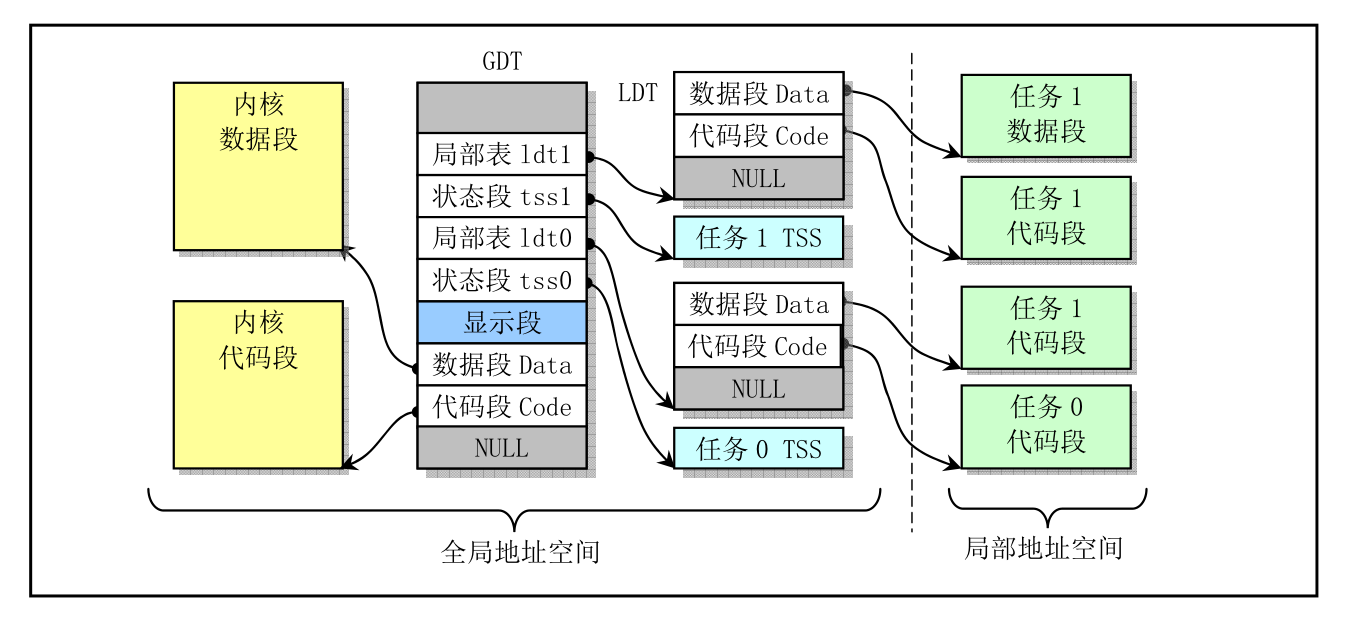 GDT
LDT
内核
数据段
内核
代码段
局部表 ldt1
状态段 tss1
局部表 ldt0
状态段 tss0
显示段
数据段 Data
代码段 Code
NULL
数据段 Data
代码段 Code
NULL
任务 1 TSS
数据段 Data
代码段 Code
NULL
任务 0 TSS
任务 1
数据段
任务 1
代码段
任务 1
代码段
任务 0
代码段
全局地址空间
局部地址空间